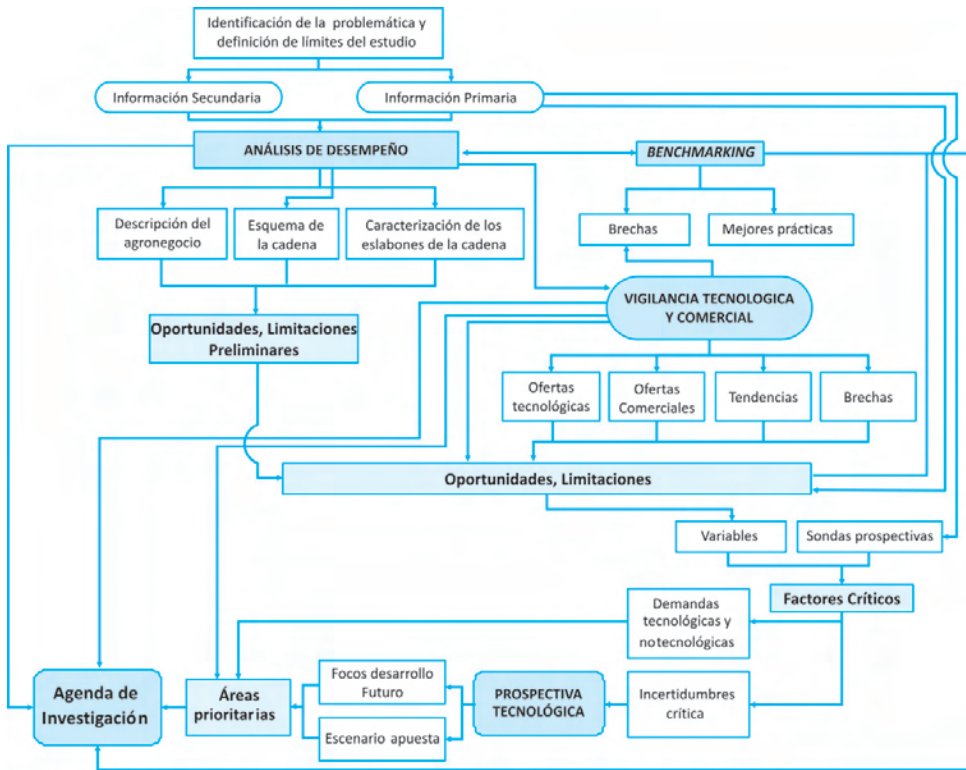 Identificación de la problemática y
definición de límites del estudio
Información Secundaria
Información Primaria
ANÁLISIS DE DESEMPEÑO
BENCHMARKING
Descripción del
agronegocio
Esquema de
la cadena
Caracterización de los
eslabones de la cadena
Brechas
Mejores prácticas
VIGILANCIA TECNOLOGICA
Y COMERCIAL
Oportunidades, Limitaciones
Preliminares
Ofertas
tecnológicas
Ofertas
Comerciales
Tendencias
Brechas
Oportunidades, Limitaciones
Variables
Sondas prospectivas
Factores Críticos
Demandas
tecnológicas y
notecnológicas
Focos desarrollo
Futuro
PROSPECTIVA
TECNOLÓGICA
Incertidumbres
crítica
Agenda de
Investigación
Áreas
prioritarias
Escenario apuesta